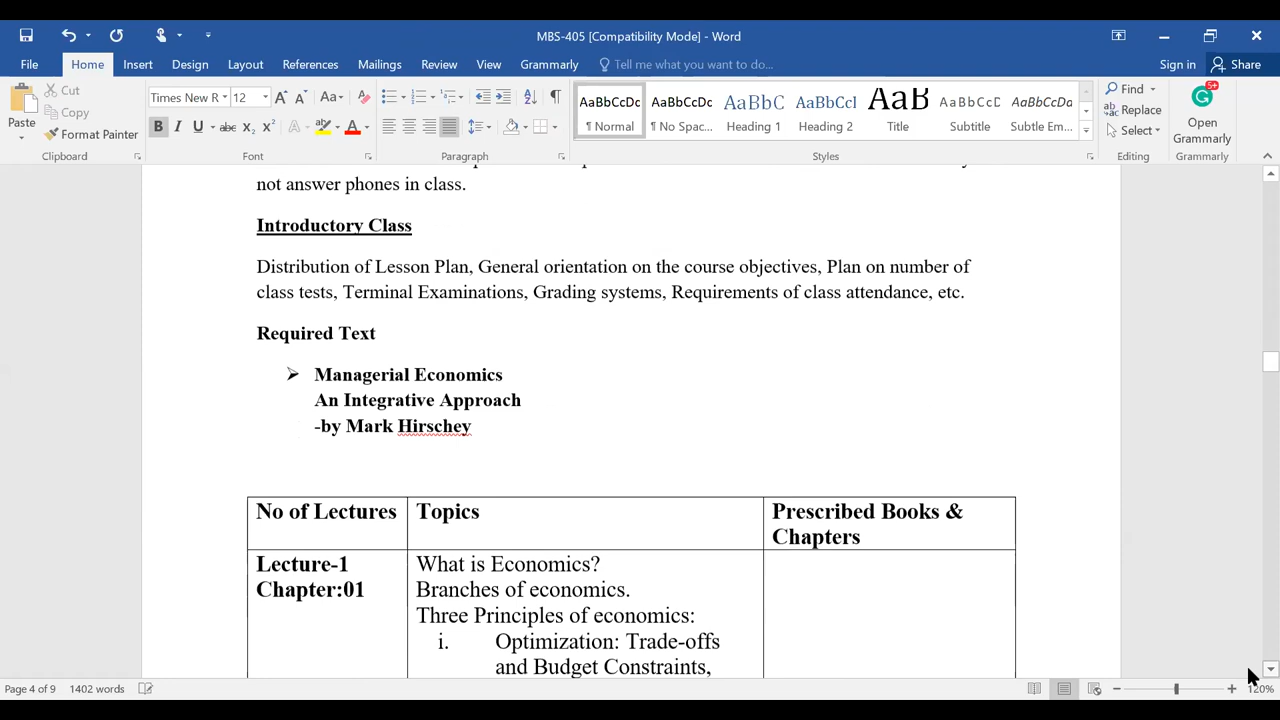 MBS-405 [Compatibility Mode] - Word
File Home Insert Design Layout References Mailings Review View Grammarly Tell me what you want to do... Sign in Share
Paste
Cut
Copy
Format Painter
Clipboard
Times New R 12
Font
Paragraph
AaBbCcDc AaBbCcDc AaBbC AaBbCcl AaB AaBbCcD AaBbCcDa
¶ Normal ¶ No Spac... Heading 1 Heading 2 Title Subtitle Subtle Em...
Styles
Find
Replace
Select
Editing
Open
Grammarly
Grammarly
not answer phones in class.
Introductory Class
Distribution of Lesson Plan, General orientation on the course objectives, Plan on number of
class tests, Terminal Examinations, Grading systems, Requirements of class attendance, etc.
Required Text
➢ Managerial Economics
An Integrative Approach
-by Mark Hirschey
No of Lectures Topics Prescribed Books &
Chapters
Lecture-1 What is Economics?
Chapter:01 Branches of economics.
Three Principles of economics:
i. Optimization: Trade-offs
and Budget Constraints,
Page 4 of 9 1402 words 120%